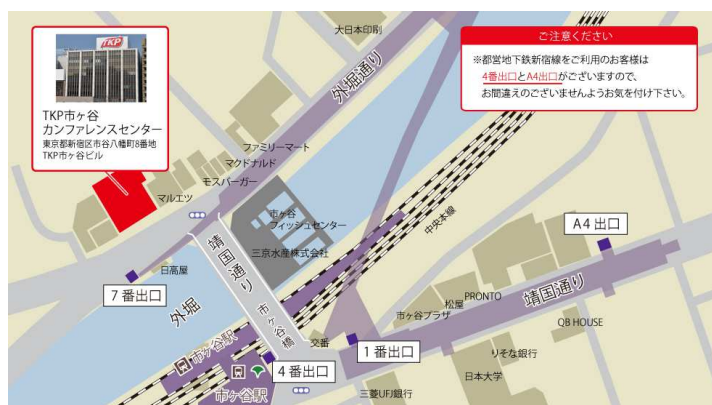 大日本印刷
TKP
TKP市ヶ谷
カンファレンスセンター
東京都新宿区市谷八幡町8番地
TKP市ヶ谷ビル
ご注意ください
※都営地下鉄新宿線をご利用のお客様は
4番出口とA4出口がございますので、
お間違えのございませんようお気を付け下さい。
外堀通り
ファミリーマート
マクドナルド
モスバーガー
マルエツ
市ヶ谷
フィッシュセンター
三京水産株式会社
中央本線
A4出口
日高屋
7番出口
靖国通り
外堀
市ヶ谷橋
靖国通り
PRONTO
松屋
市ヶ谷プラザ
QB HOUSE
交番
1番出口
りそな銀行
市ヶ谷駅
4番出口
日本大学
市ヶ谷駅
三菱UFJ銀行